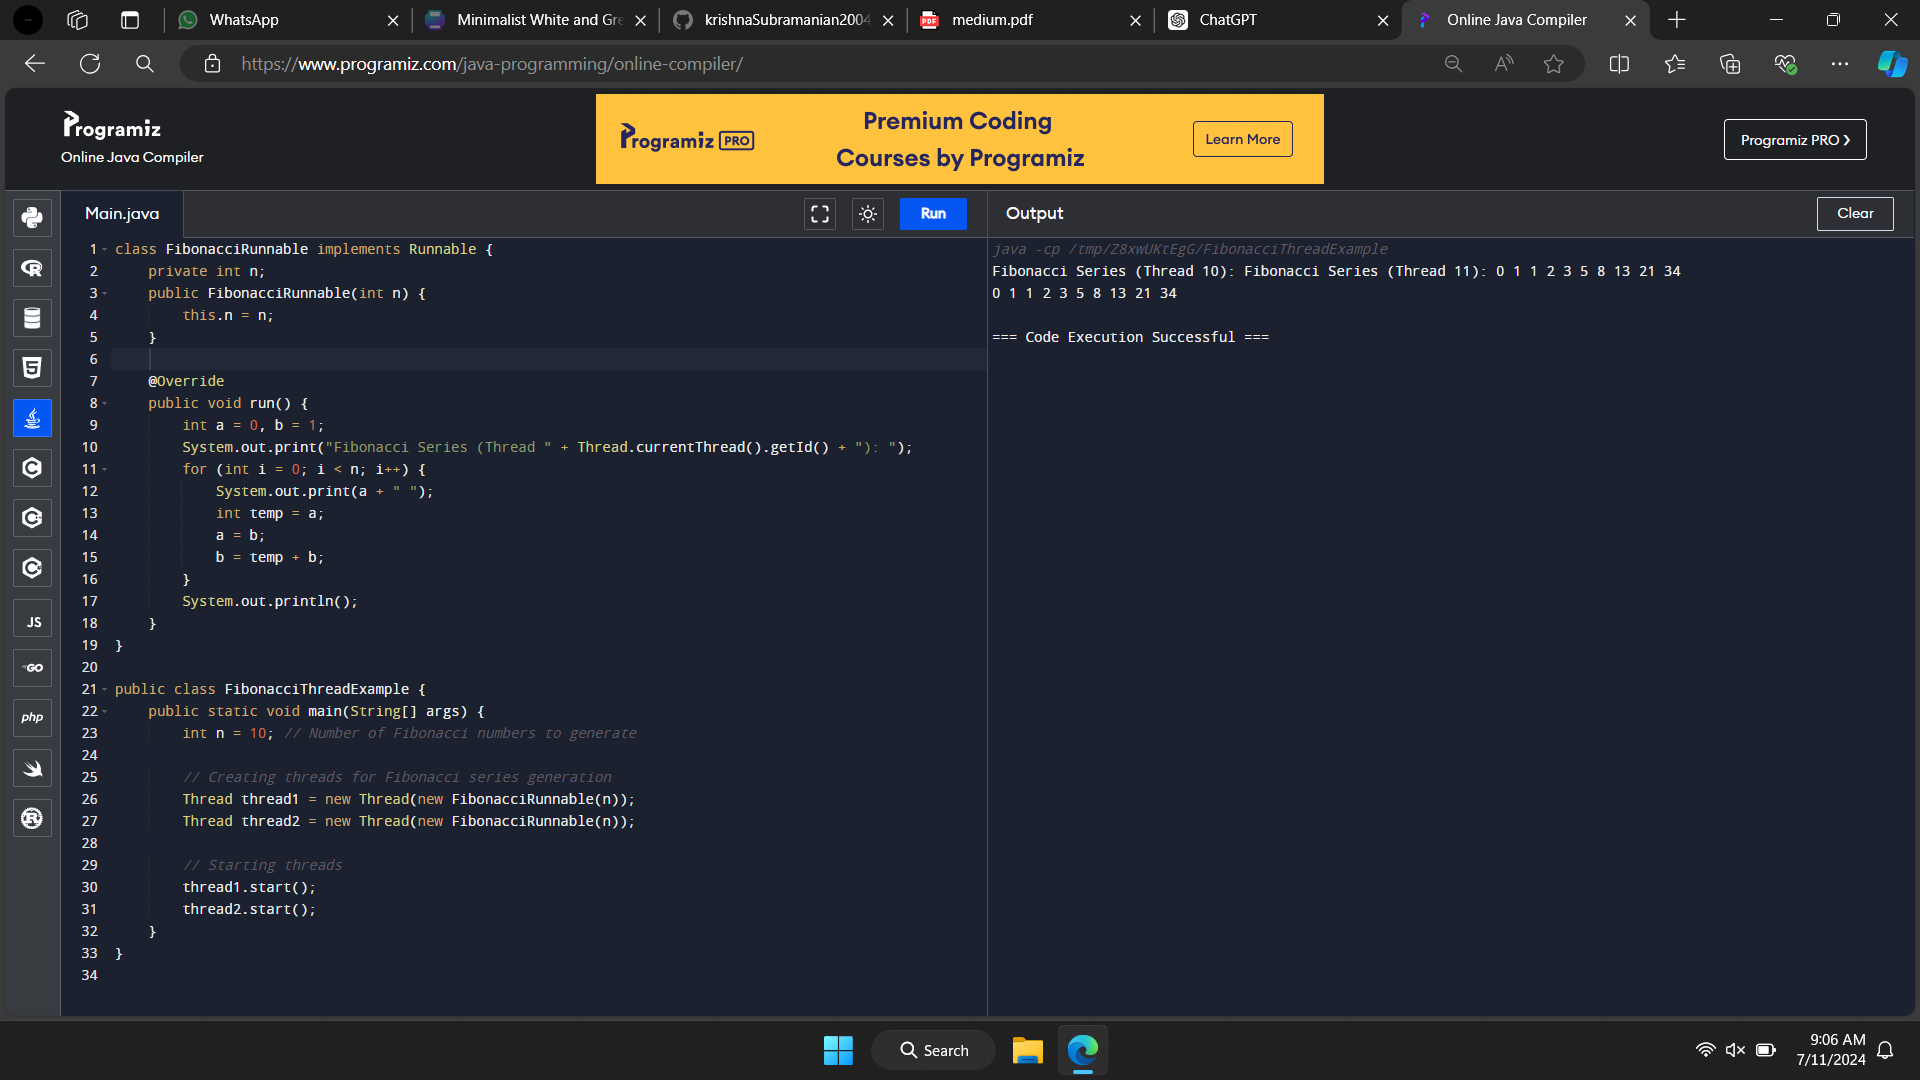 WhatsApp
Minimalist White and Gre
krishnaSubramanian2004
medium.pdf
ChatGPT
Online Java Compiler
https://www.programiz.com/java-programming/online-compiler/
Programiz
Online Java Compiler
Programiz PRO
Premium Coding
Courses by Programiz
Learn More
Programiz PRO ❯
Main.java
Run
Output
Clear
1 class FibonacciRunnable implements Runnable {
2     private int n;
3     public FibonacciRunnable(int n) {
4         this.n = n;
5     }
6
7     @Override
8     public void run() {
9         int a = 0, b = 1;
10         System.out.print("Fibonacci Series (Thread " + Thread.currentThread().getId() + "): ");
11         for (int i = 0; i < n; i++) {
12             System.out.print(a + " ");
13             int temp = a;
14             a = b;
15             b = temp + b;
16         }
17         System.out.println();
18     }
19 }
20
21 public class FibonacciThreadExample {
22     public static void main(String[] args) {
23         int n = 10; // Number of Fibonacci numbers to generate
24
25         // Creating threads for Fibonacci series generation
26         Thread thread1 = new Thread(new FibonacciRunnable(n));
27         Thread thread2 = new Thread(new FibonacciRunnable(n));
28
29         // Starting threads
30         thread1.start();
31         thread2.start();
32     }
33 }
34
java -cp /tmp/Z8xwUKtEgG/FibonacciThreadExample
Fibonacci Series (Thread 10): Fibonacci Series (Thread 11): 0 1 1 2 3 5 8 13 21 34
0 1 1 2 3 5 8 13 21 34
=== Code Execution Successful ===
JS
GO
php
Search
9:06 AM
7/11/2024